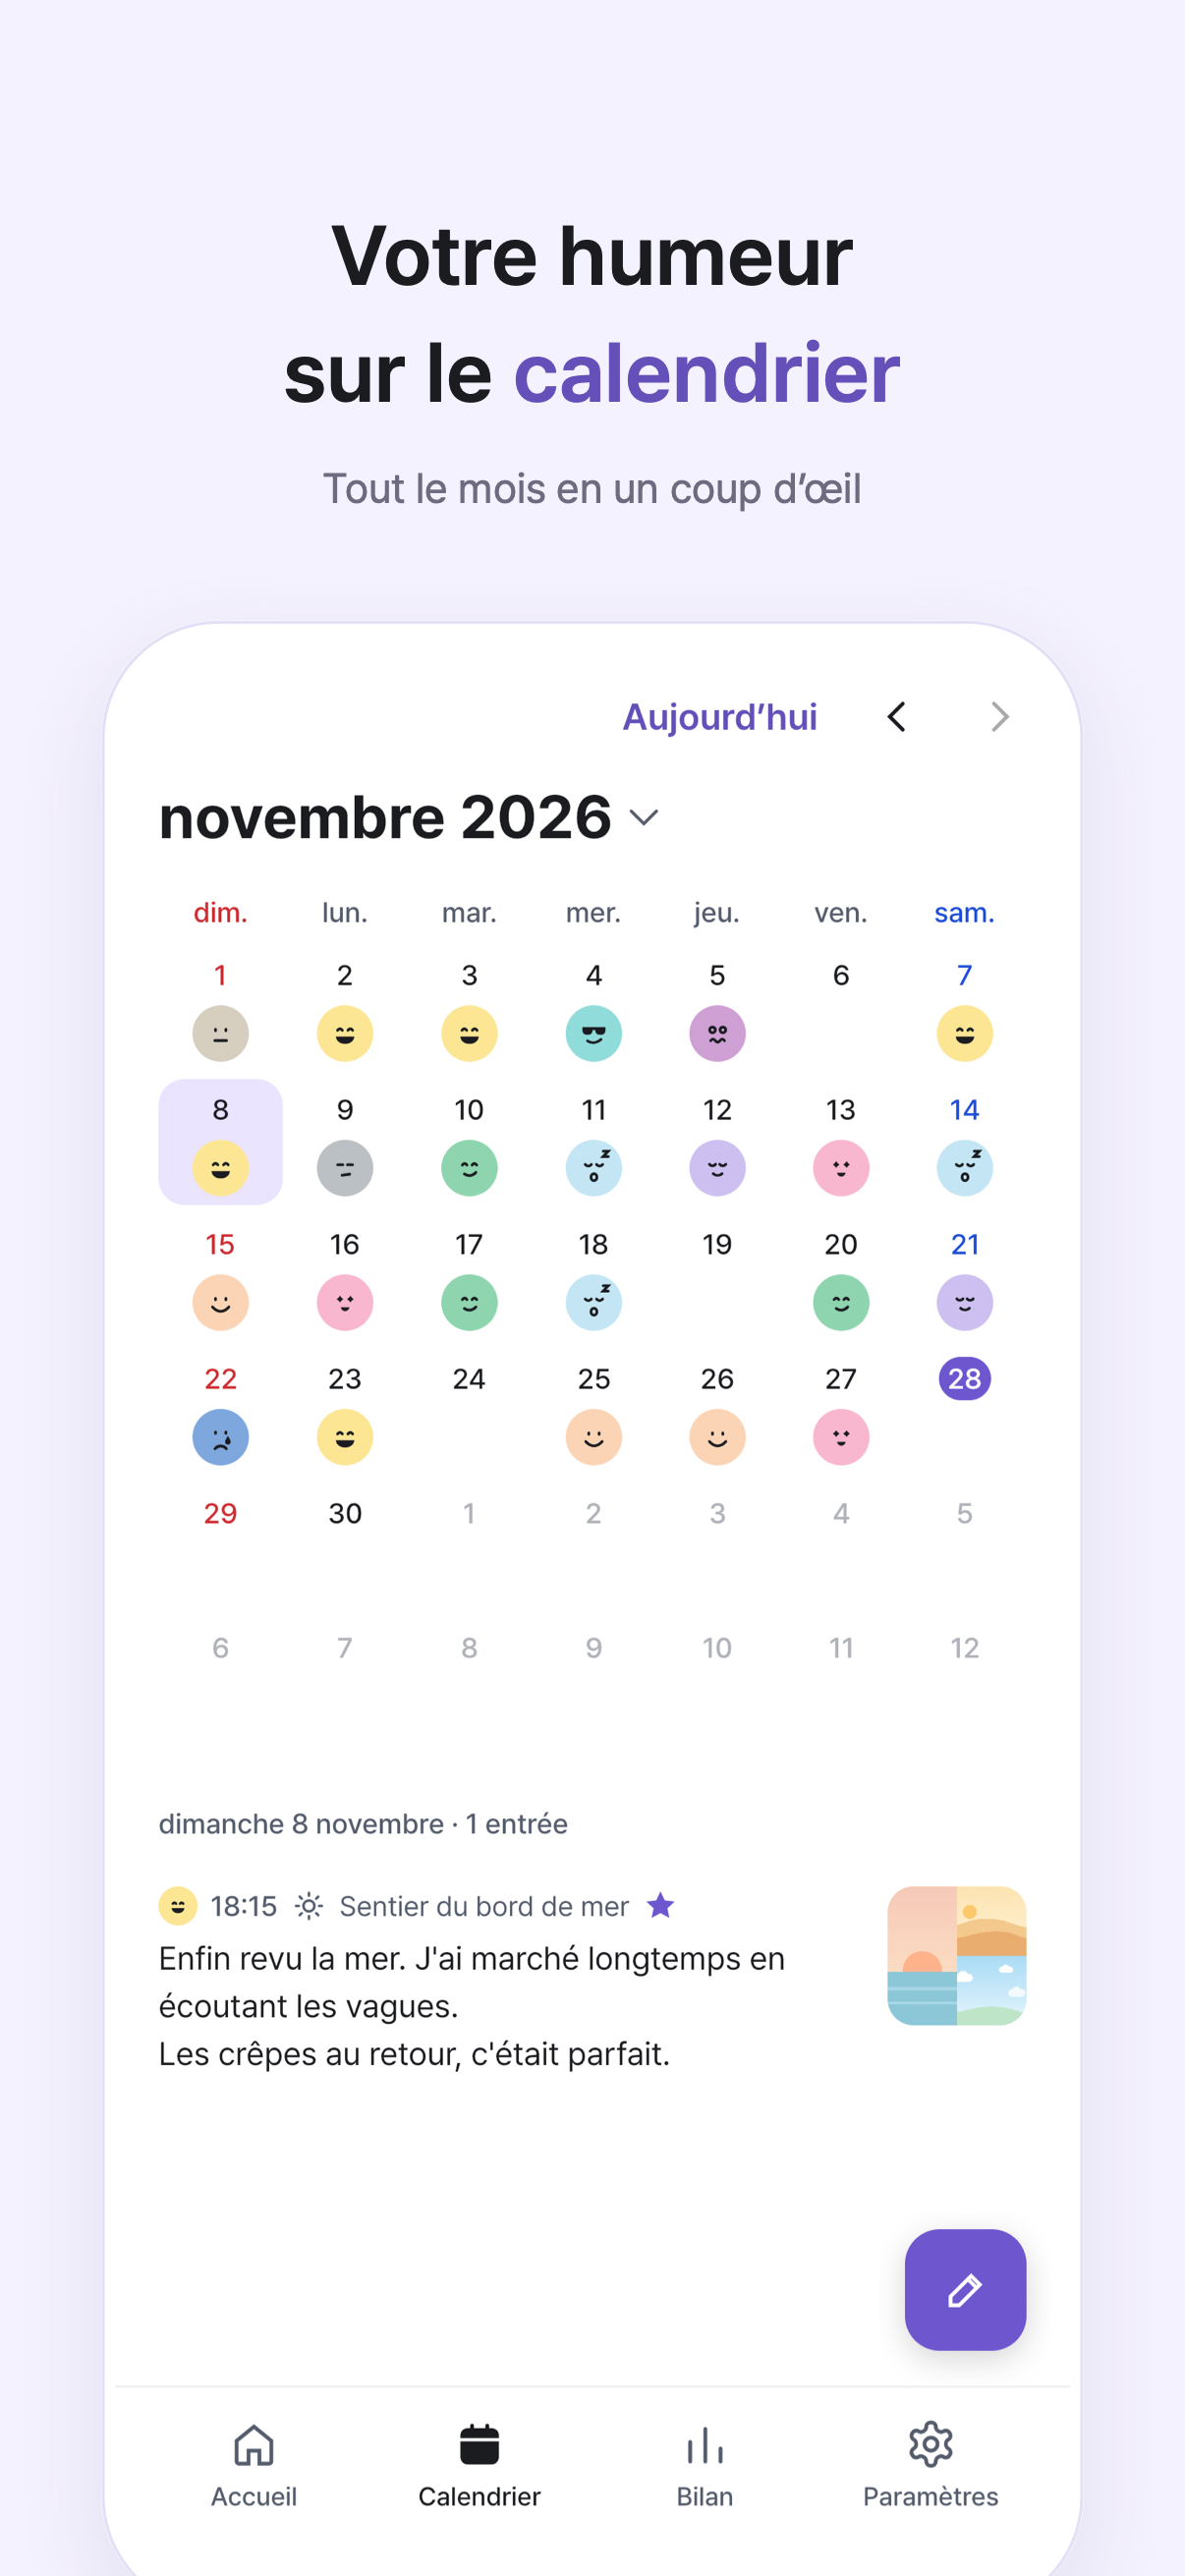 Votre humeur
sur le calendrier
Tout le mois en un coup d’œil
Aujourd’hui
novembre 2026
dim. lun. mar. mer. jeu. ven. sam.
1 2 3 4 5 6 7
8 9 10 11 12 13 14
15 16 17 18 19 20 21
22 23 24 25 26 27 28
29 30 1 2 3 4 5
6 7 8 9 10 11 12
dimanche 8 novembre · 1 entrée
18:15 Sentier du bord de mer
Enfin revu la mer. J'ai marché longtemps en
écoutant les vagues.
Les crêpes au retour, c'était parfait.
Accueil Calendrier Bilan Paramètres